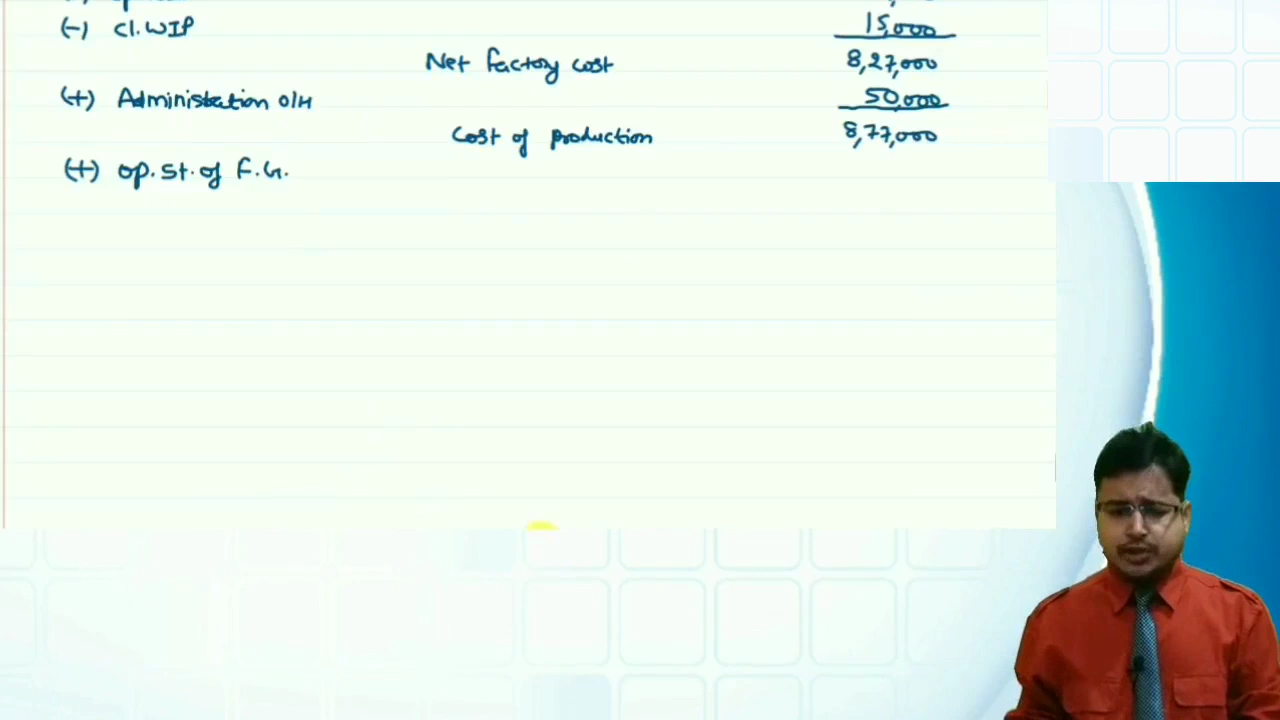 (-) Cl.WIP 15,000
Net factory cost 8,27,000
(+) Administration O/H 50,000
Cost of production 8,77,000
(+) Op.St.of F.G.